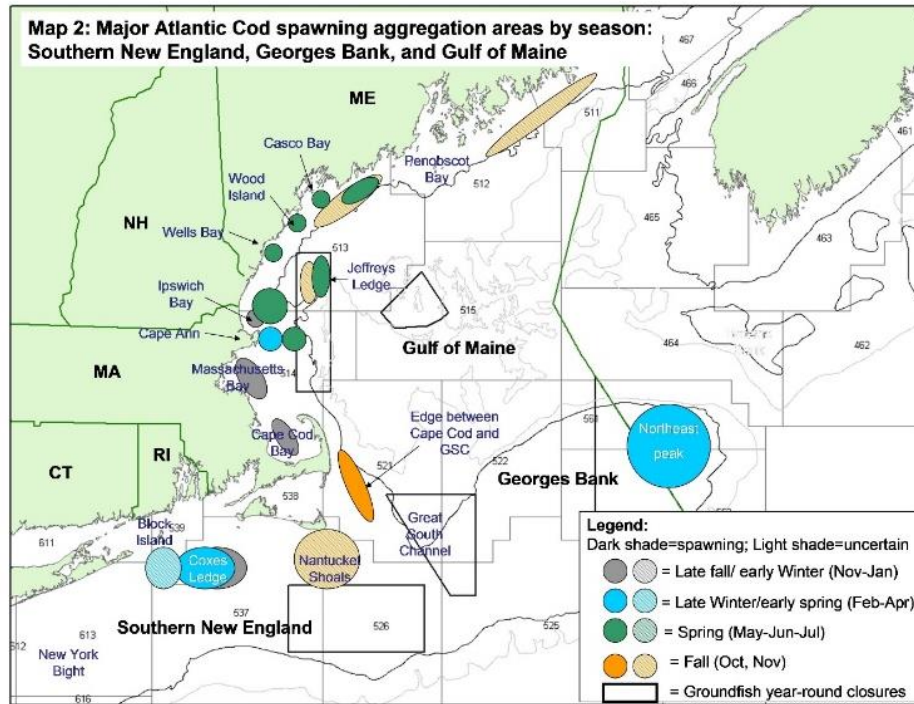 Map 2: Major Atlantic Cod spawning aggregation areas by season:
Southern New England, Georges Bank, and Gulf of Maine
467
466
ME
511
461
Casco Bay
Penobscot
Bay
512
Wood
Island
465
NH
463
Wells Bay
513
Jeffreys
Ledge
Ipswich
Bay
515
Cape Ann
Gulf of Maine
464
462
MA
Massachusetts
Bay
514
Edge between
Cape Cod and
GSC
Northeast
peak
561
Cape Cod
Bay
CT
RI
521
522
Georges Bank
538
Block
Island
539
611
Great
South
Channel
Coxes
Ledge
Nantucket
Shoals
537
Southern New England
526
525
613
612
New York
Bight
616
Legend:
Dark shade=spawning; Light shade=uncertain
= Late fall/ early Winter (Nov-Jan)
= Late Winter/early spring (Feb-Apr)
= Spring (May-Jun-Jul)
= Fall (Oct, Nov)
= Groundfish year-round closures